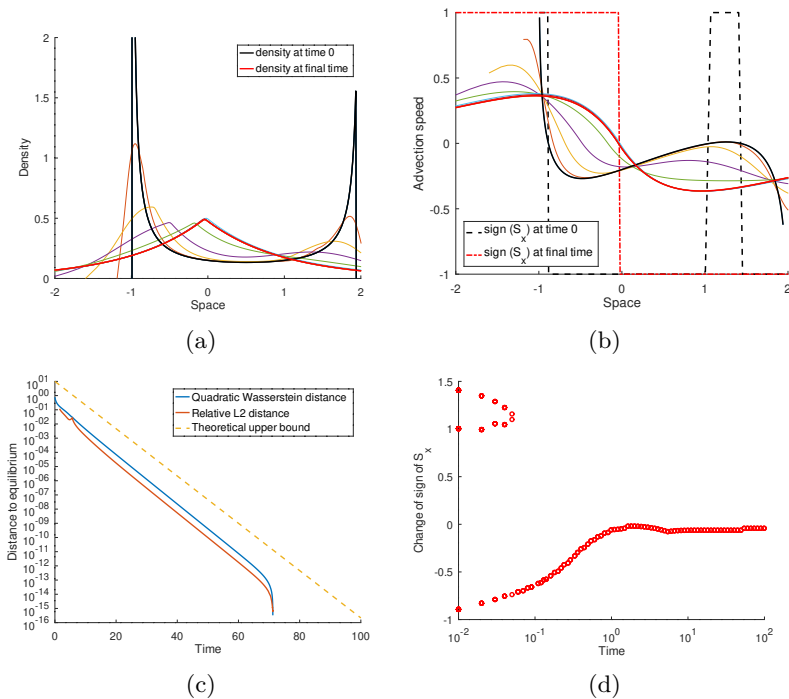 2
1.5
1
0.5
0
Density
density at time 0
density at final time
-2
-1
0
1
2
Space
(a)
1
0.5
0
-0.5
-1
Advection speed
sign (S_x) at time 0
sign (S_x) at final time
-2
-1
0
1
2
Space
(b)
10^01
10^00
10^-01
10^-02
10^-03
10^-04
10^-05
10^-06
10^-07
10^-08
10^-09
10^-10
10^-11
10^-12
10^-13
10^-14
10^-15
10^-16
Distance to equilibrium
Quadratic Wasserstein distance
Relative L2 distance
Theoretical upper bound
0
20
40
60
80
100
Time
(c)
1.5
1
0.5
0
-0.5
-1
Change of sign of S_x
10^-2
10^-1
10^0
10^1
10^2
Time
(d)